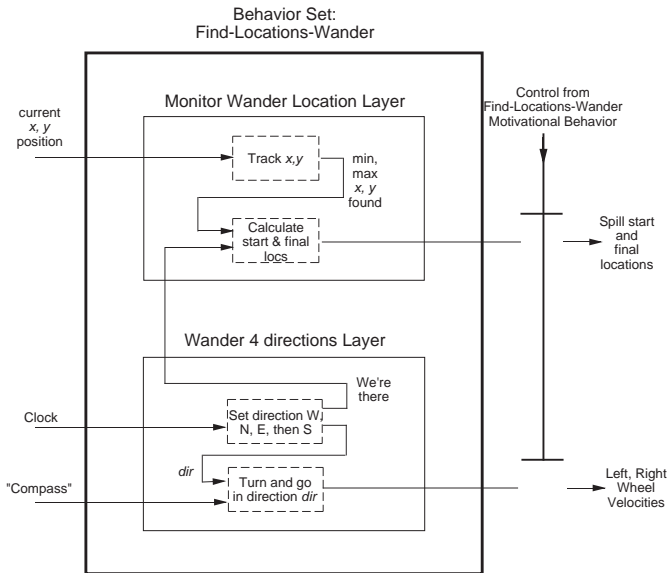 Behavior Set:
Find-Locations-Wander
Monitor Wander Location Layer
current
x, y
position
Track x,y
min,
max
x, y
found
Calculate
start & final
locs
Control from
Find-Locations-Wander
Motivational Behavior
Spill start
and
final
locations
Wander 4 directions Layer
We're
there
Clock
Set direction W,
N, E, then S
dir
"Compass"
Turn and go
in direction dir
Left, Right
Wheel
Velocities